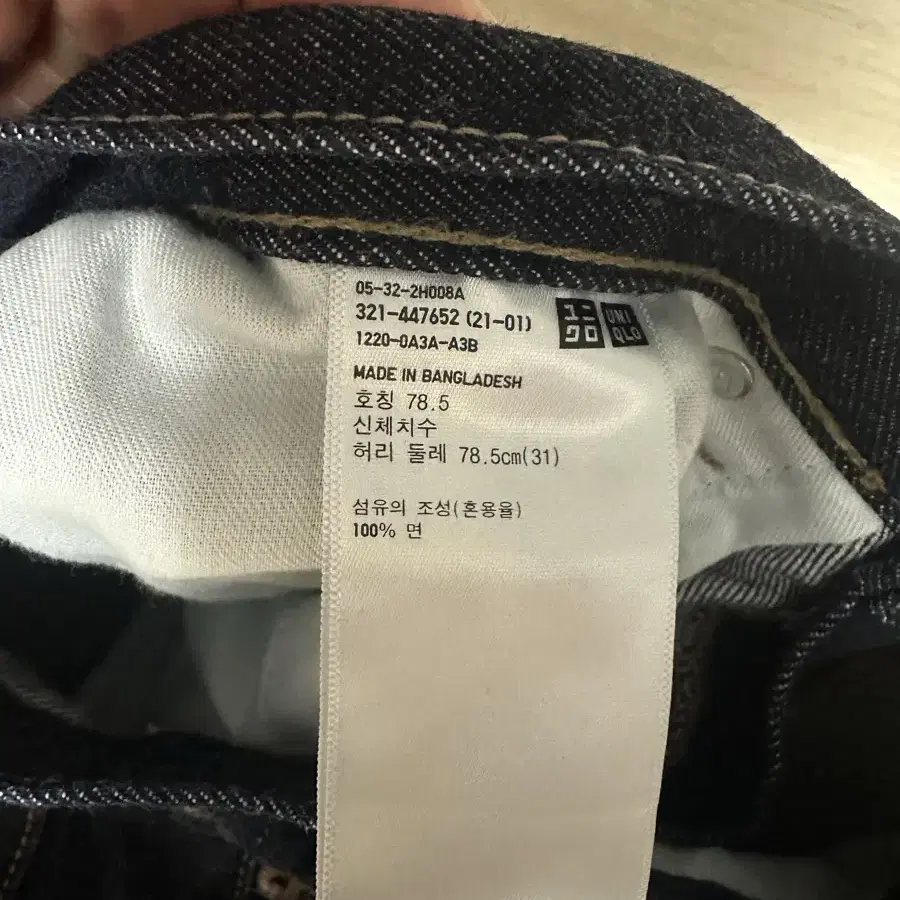 05-32-2H008A
321-447652 (21-01)
1220-0A3A-A3B
ユニ
クロ
UNI
QLO
MADE IN BANGLADESH
호칭 78.5
신체치수
허리 둘레 78.5cm(31)
섬유의 조성(혼용율)
100% 면